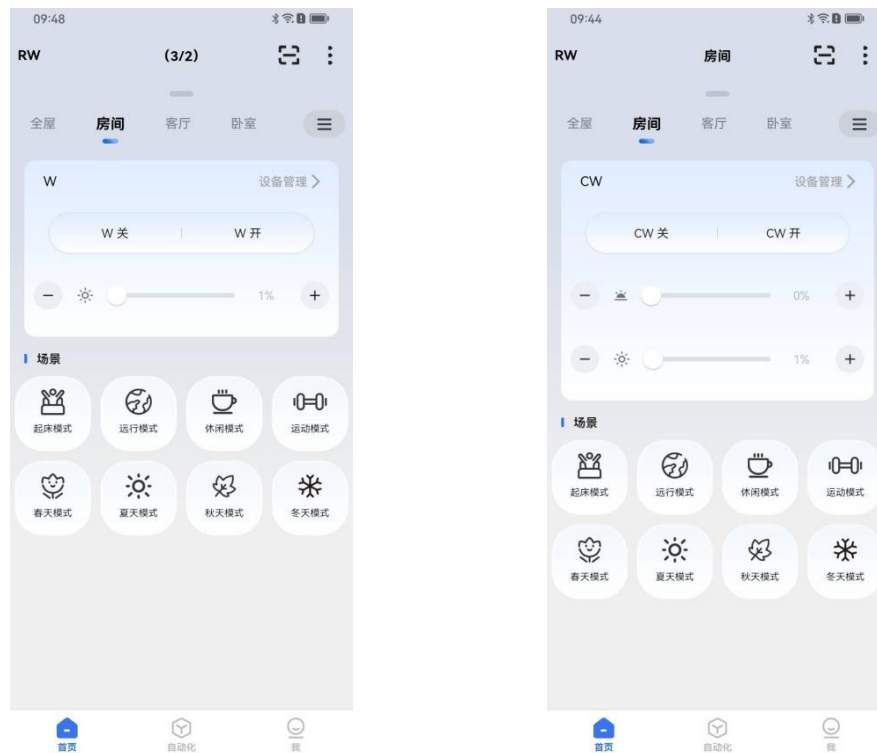 09:48
RW (3/2)
全屋 房间 客厅 卧室
W 设备管理
W 关 W 开
1%
场景
起床模式 远行模式 休闲模式 运动模式
春天模式 夏天模式 秋天模式 冬天模式
首页 自动化 我
09:44
RW 房间
全屋 房间 客厅 卧室
CW 设备管理
CW 关 CW 开
0%
1%
场景
起床模式 远行模式 休闲模式 运动模式
春天模式 夏天模式 秋天模式 冬天模式
首页 自动化 我